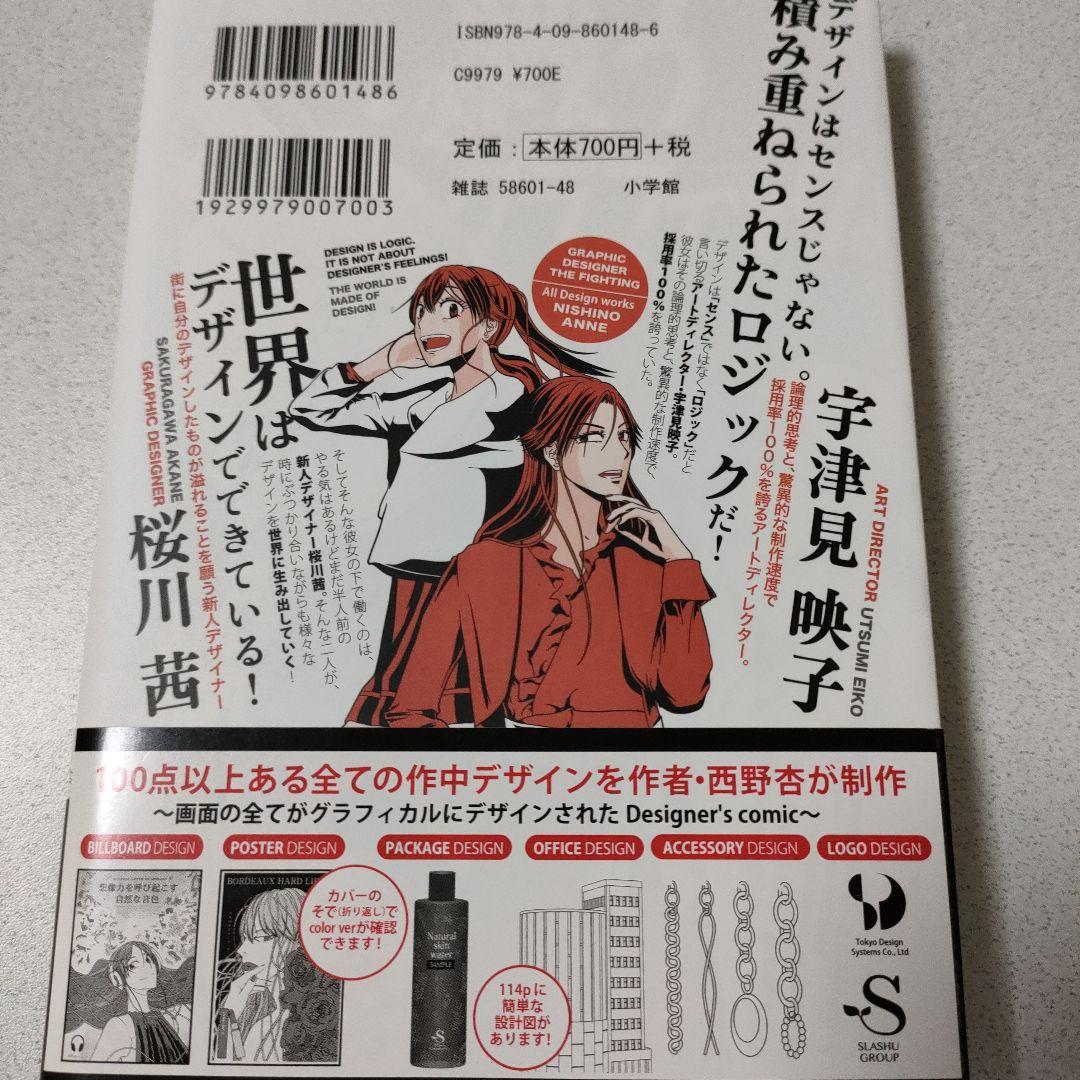 ISBN978-4-09-860148-6
C9979 ¥700E
9784098601486
定価：本体700円＋税
雑誌 58601-48 小学館
1929979007003
デザインはセンスじゃない。
積み重ねられたロジックだ！
宇津見 映子
ART DIRECTOR UTSUMI EIKO
論理的思考と、驚異的な制作速度で
採用率100％を誇るアートディレクター。
デザインは「センス」ではなく「ロジック」だと
言い切るアートディレクター・宇津見映子。
彼女はその論理的思考と、驚異的な制作速度で、
採用率100％を誇っていた。
GRAPHIC
DESIGNER
THE FIGHTING
All Design works
NISHINO
ANNE
DESIGN IS LOGIC.
IT IS NOT ABOUT
DESIGNER'S FEELINGS!
THE WORLD IS
MADE OF
DESIGN!
そしてそんな彼女の下で働くのは、
やる気はあるけどまだ半人前の
新人デザイナー桜川茜。そんな二人が、
時にぶつかり合いながらも様々な
デザインを世界に生み出していく！
世界は
デザインでできている！
桜川 茜
SAKURAGAWA AKANE
GRAPHIC DESIGNER
街に自分のデザインしたものが溢れることを願う新人デザイナー
100点以上ある全ての作中デザインを作者・西野杏が制作
～画面の全てがグラフィカルにデザインされた Designer's comic～
BILLBOARD DESIGN
POSTER DESIGN
PACKAGE DESIGN
OFFICE DESIGN
ACCESSORY DESIGN
LOGO DESIGN
想像力を呼び起こす
自然な音色
BORDEAUX HARD LI
カバーの
そで(折り返し)で
color verが確認
できます！
Natural
skin
water
SAMPLE
S
114pに
簡単な
設計図が
あります！
Tokyo Design
Systems Co., Ltd
S
SLASHU
GROUP